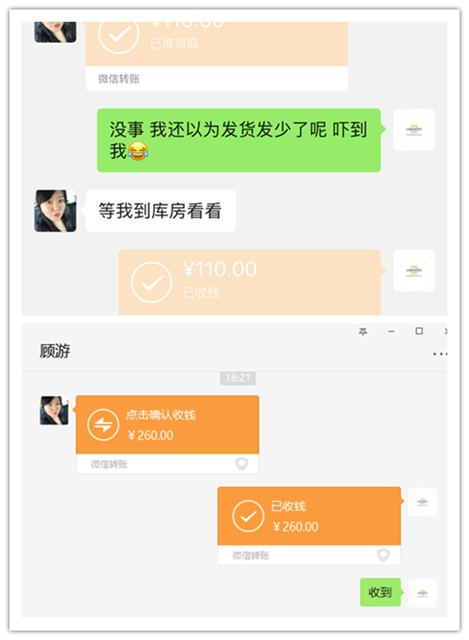 ¥110.00
已被领取
微信转账
没事 我还以为发货发少了呢 吓到
我😂
等我到库房看看
¥110.00
已收钱
顾游
18:21
点击确认收钱
￥260.00
微信转账
已收钱
￥260.00
微信转账
收到